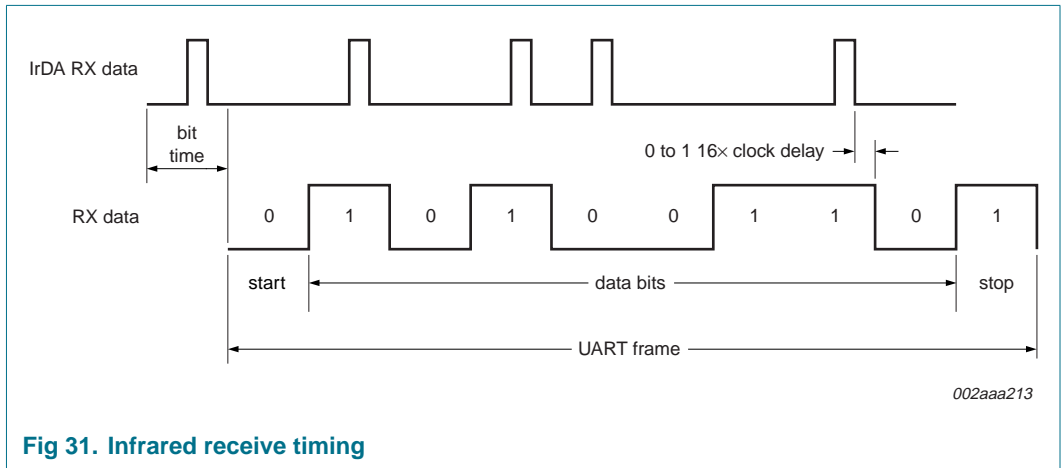 IrDA RX data
bit
time
0 to 1 16× clock delay
RX data
0 1 0 1 0 0 1 1 0 1
start data bits stop
UART frame
002aaa213
Fig 31. Infrared receive timing